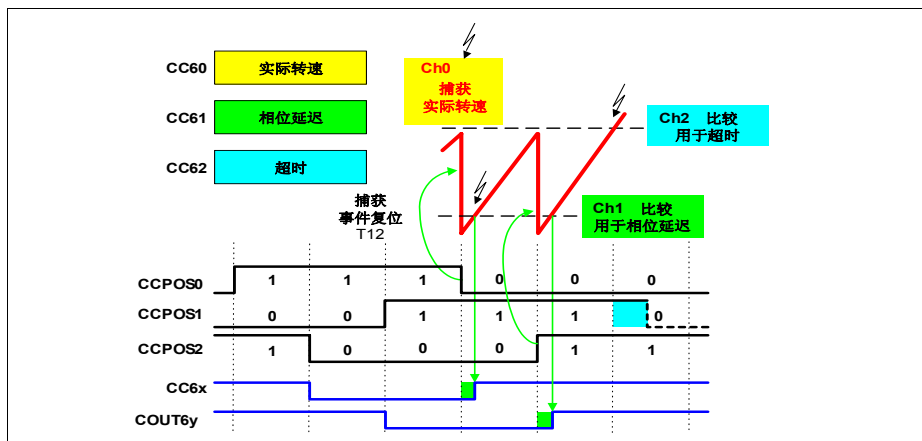 CC60 实际转速
CC61 相位延迟
CC62 超时
Ch0
捕获
实际转速
Ch2 比较
用于超时
捕获
事件复位
T12
Ch1 比较
用于相位延迟
CCPOS0 1 1 1 0 0 0
CCPOS1 0 0 1 1 1 0
CCPOS2 1 0 0 0 1 1
CC6x
COUT6y